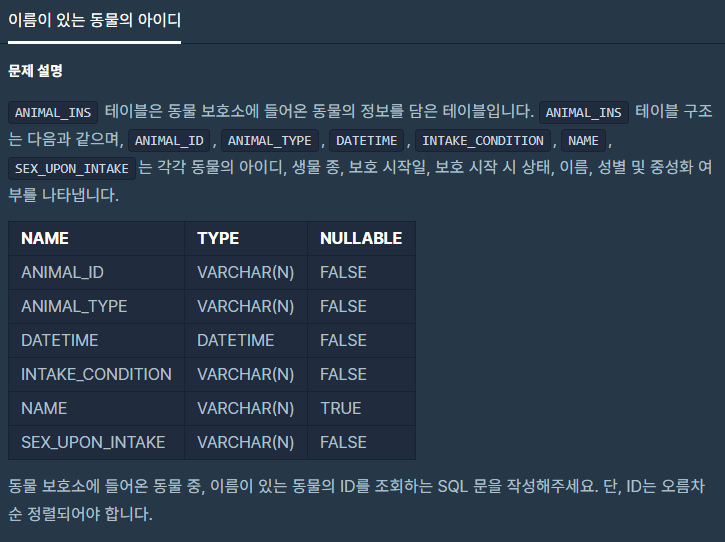 이름이 있는 동물의 아이디
문제 설명
ANIMAL_INS 테이블은 동물 보호소에 들어온 동물의 정보를 담은 테이블입니다. ANIMAL_INS 테이블 구조
는 다음과 같으며, ANIMAL_ID , ANIMAL_TYPE , DATETIME , INTAKE_CONDITION , NAME ,
SEX_UPON_INTAKE 는 각각 동물의 아이디, 생물 종, 보호 시작일, 보호 시작 시 상태, 이름, 성별 및 중성화 여
부를 나타냅니다.
NAME TYPE NULLABLE
ANIMAL_ID VARCHAR(N) FALSE
ANIMAL_TYPE VARCHAR(N) FALSE
DATETIME DATETIME FALSE
INTAKE_CONDITION VARCHAR(N) FALSE
NAME VARCHAR(N) TRUE
SEX_UPON_INTAKE VARCHAR(N) FALSE
동물 보호소에 들어온 동물 중, 이름이 있는 동물의 ID를 조회하는 SQL 문을 작성해주세요. 단, ID는 오름차
순 정렬되어야 합니다.